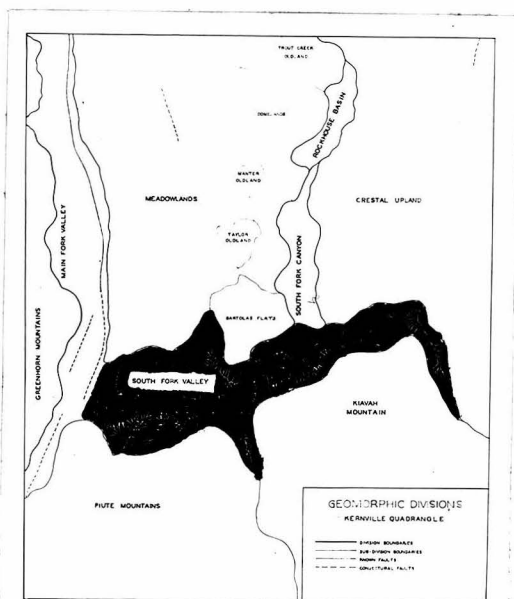 TROUT CREEK
OLDLAND
ROCKHOUSE BASIN
MANTER
OLDLAND
MEADOWLANDS
CRESTAL UPLAND
MAIN FORK VALLEY
TAYLOR
OLDLAND
SOUTH FORK CANYON
BARTOLAS FLATS
GREENHORN MOUNTAINS
SOUTH FORK VALLEY
KIAVAH
MOUNTAIN
PIUTE MOUNTAINS
GEOMORPHIC DIVISIONS
KERNVILLE QUADRANGLE
DIVISION BOUNDARIES
SUB-DIVISION BOUNDARIES
KNOWN FAULTS
CONJECTURAL FAULTS